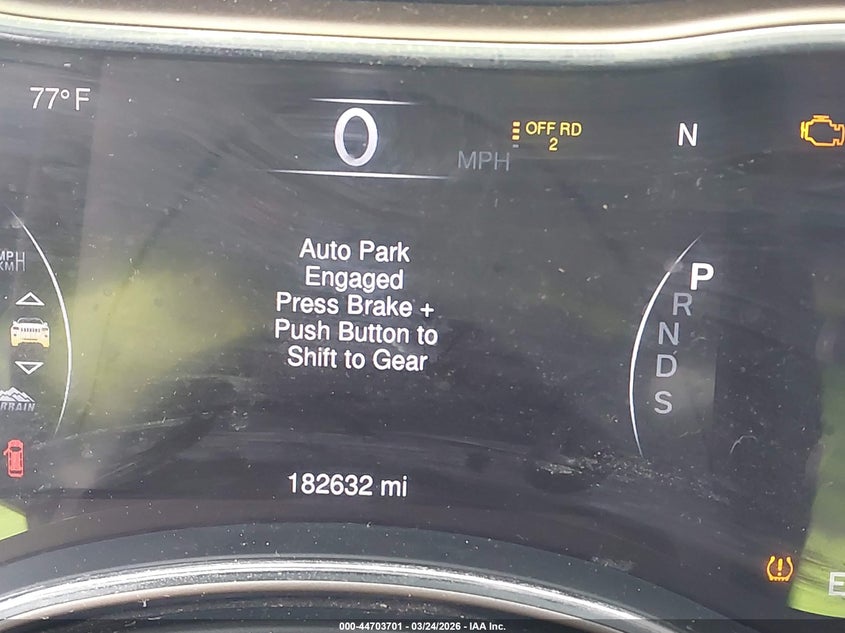 77°F
0
MPH
OFF RD
2
N
Auto Park
Engaged
Press Brake +
Push Button to
Shift to Gear
P
R
N
D
S
182632 mi
E
000-44703701 - 03/24/2026 - IAA Inc.